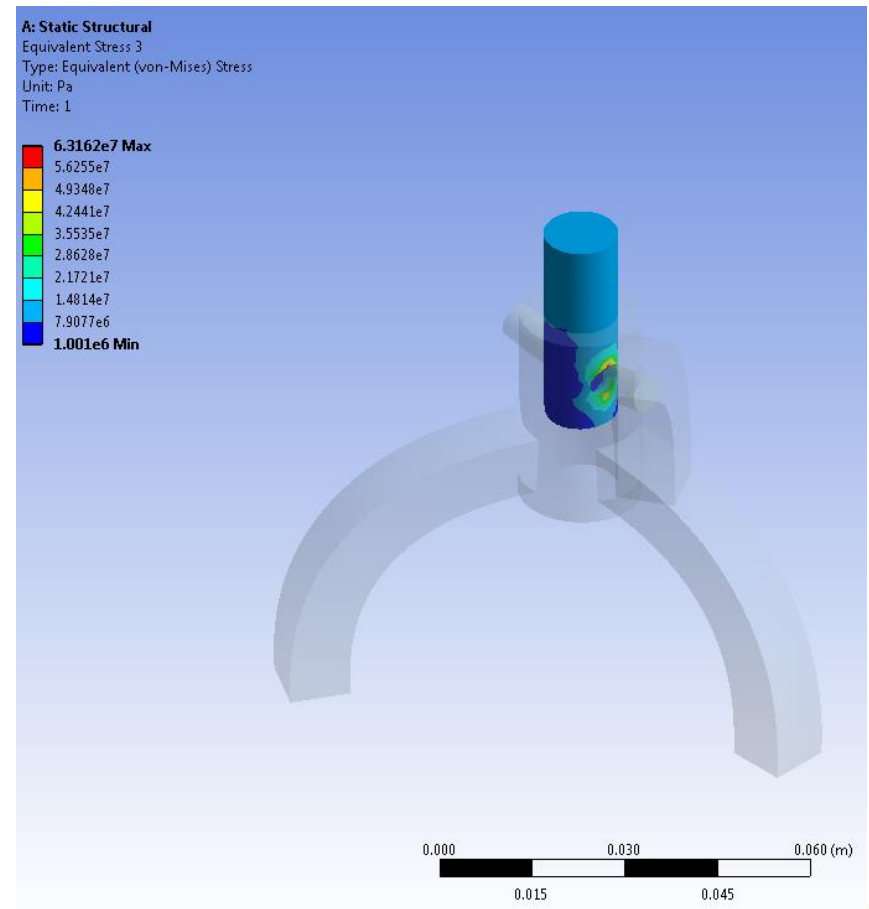 A: Static Structural
Equivalent Stress 3
Type: Equivalent (von-Mises) Stress
Unit: Pa
Time: 1
6.3162e7 Max
5.6255e7
4.9348e7
4.2441e7
3.5535e7
2.8628e7
2.1721e7
1.4814e7
7.9077e6
1.001e6 Min
0.000 0.030 0.060 (m)
0.015 0.045